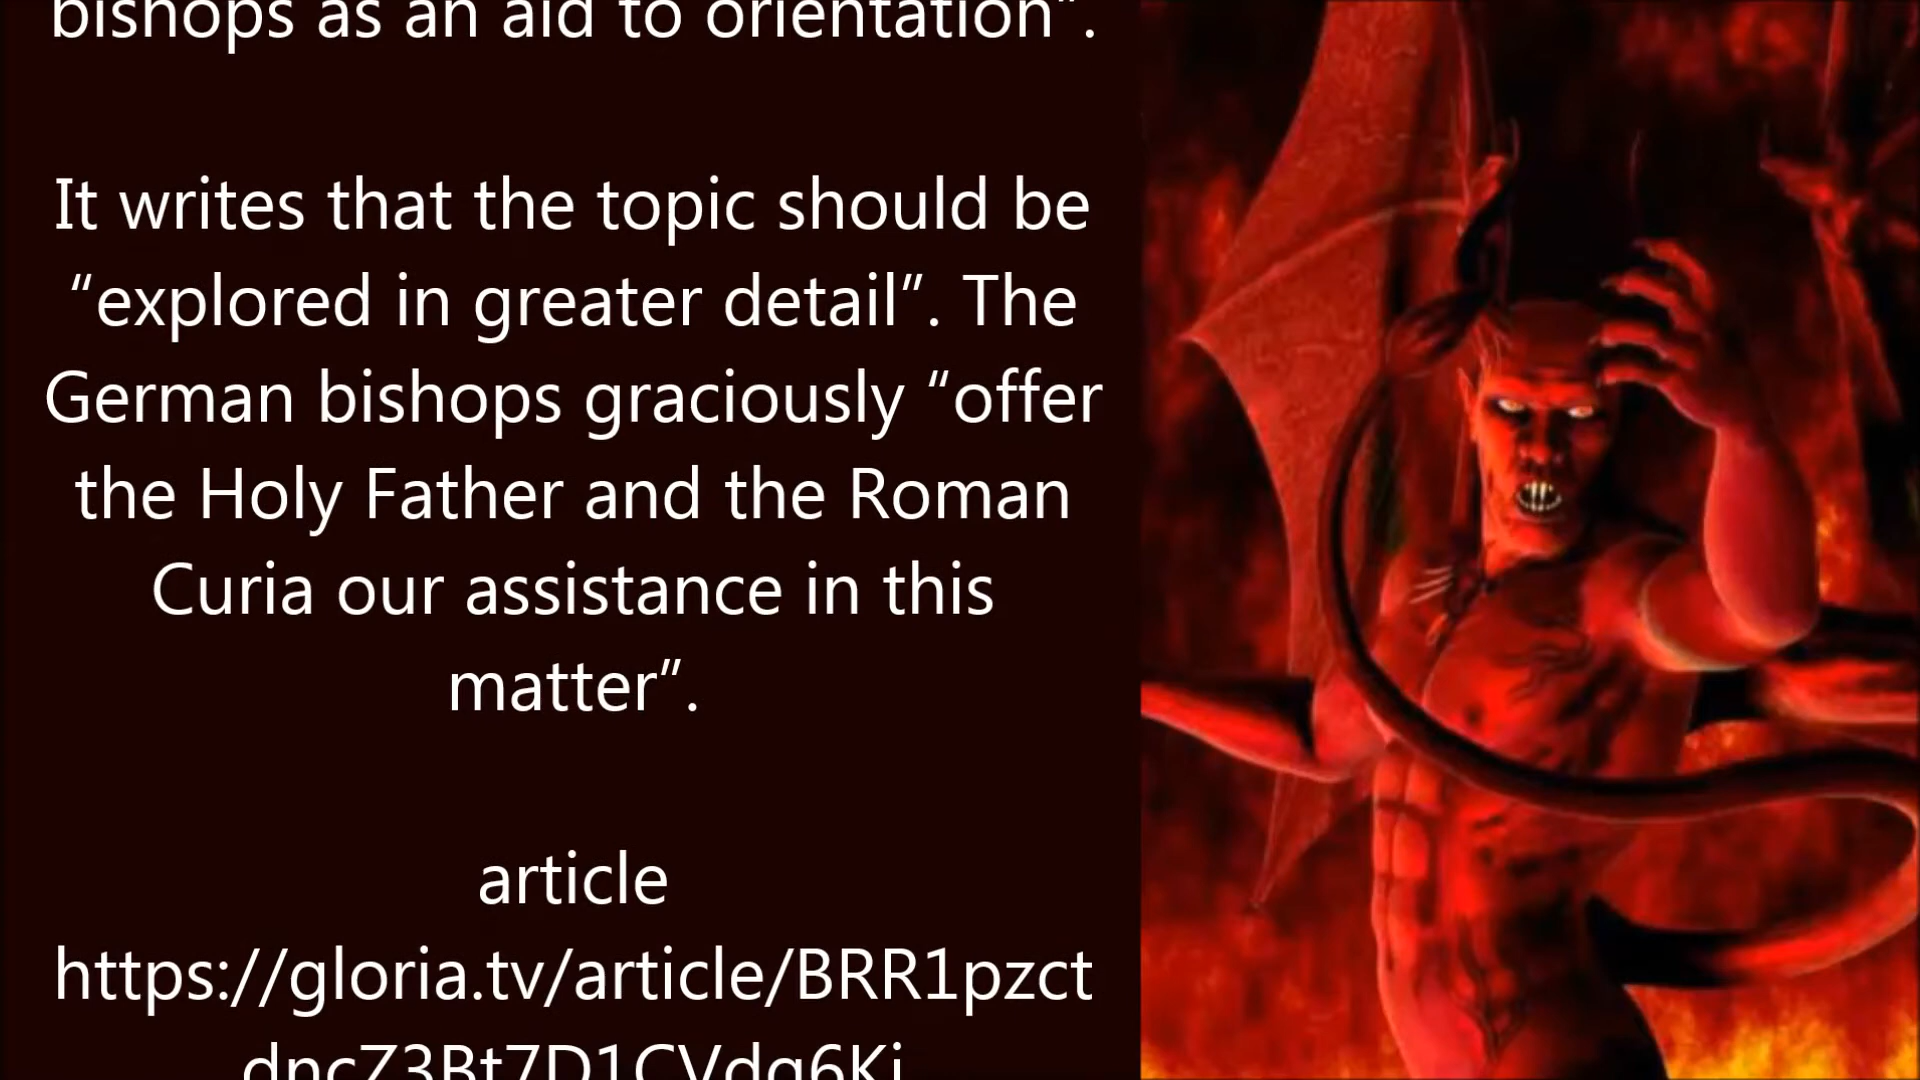 bishops as an aid to orientation”.
It writes that the topic should be
“explored in greater detail”. The
German bishops graciously “offer
the Holy Father and the Roman
Curia our assistance in this
matter”.
article
https://gloria.tv/article/BRR1pzct